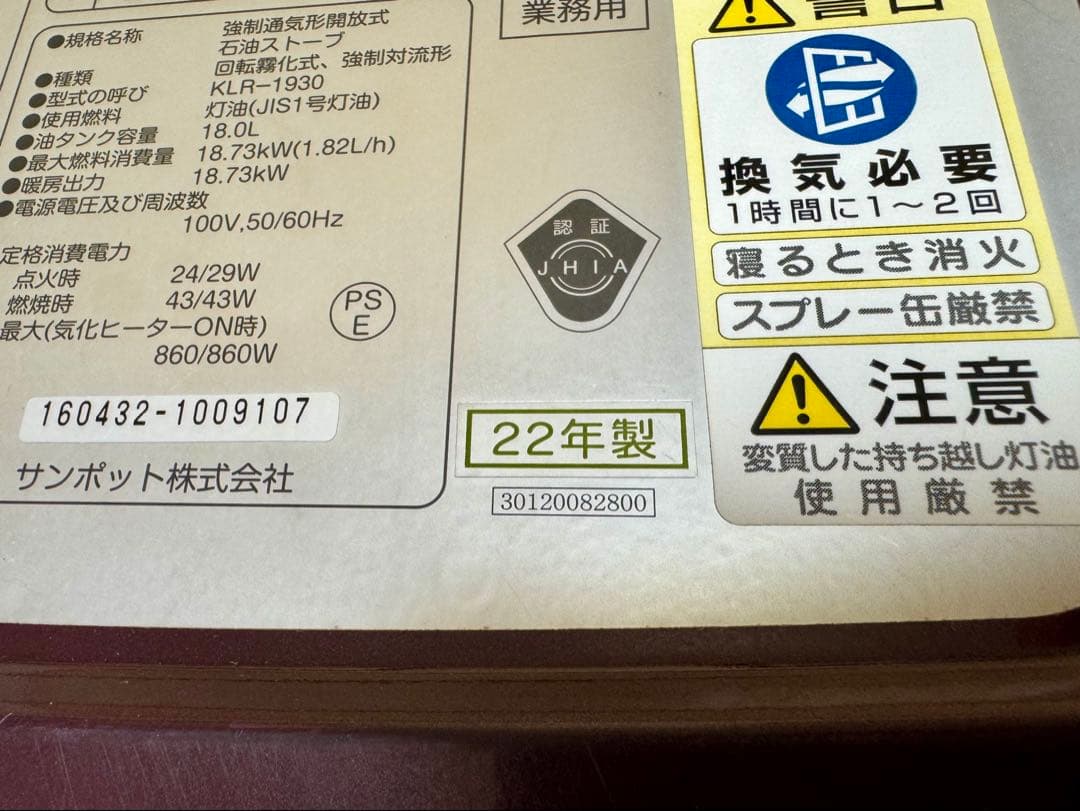 ●規格名称
強制通気形開放式
石油ストーブ
●種類 回転霧化式、強制対流形
●型式の呼び KLR-1930
●使用燃料 灯油(JIS1号灯油)
●油タンク容量 18.0L
●最大燃料消費量 18.73kW(1.82L/h)
●暖房出力 18.73kW
●電源電圧及び周波数
100V,50/60Hz
定格消費電力
点火時 24/29W
燃焼時 43/43W
最大(気化ヒーターON時)
860/860W
PS
E
160432-1009107
サンポット株式会社
業務用
認証
JHIA
22年製
30120082800
警告
換気必要
1時間に1～2回
寝るとき消火
スプレー缶厳禁
注意
変質した持ち越し灯油
使用厳禁